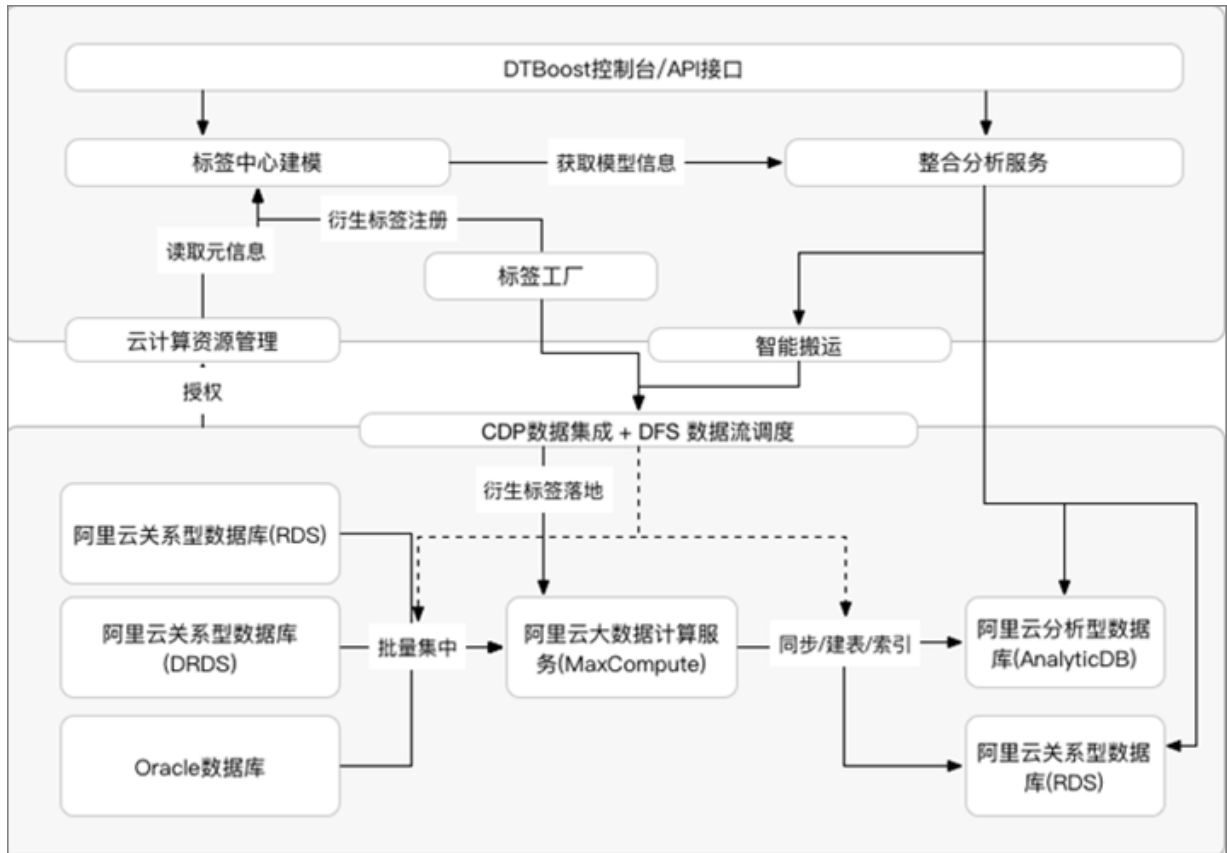 DTBoost控制台/API接口
标签中心建模
获取模型信息
整合分析服务
衍生标签注册
读取元信息
标签工厂
云计算资源管理
智能搬运
授权
CDP数据集成 + DFS 数据流调度
衍生标签落地
阿里云关系型数据库(RDS)
阿里云关系型数据库
(DRDS)
批量集中
阿里云大数据计算服
务(MaxCompute)
同步/建表/索引
阿里云分析型数据
库(AnalyticDB)
Oracle数据库
阿里云关系型数据
库(RDS)